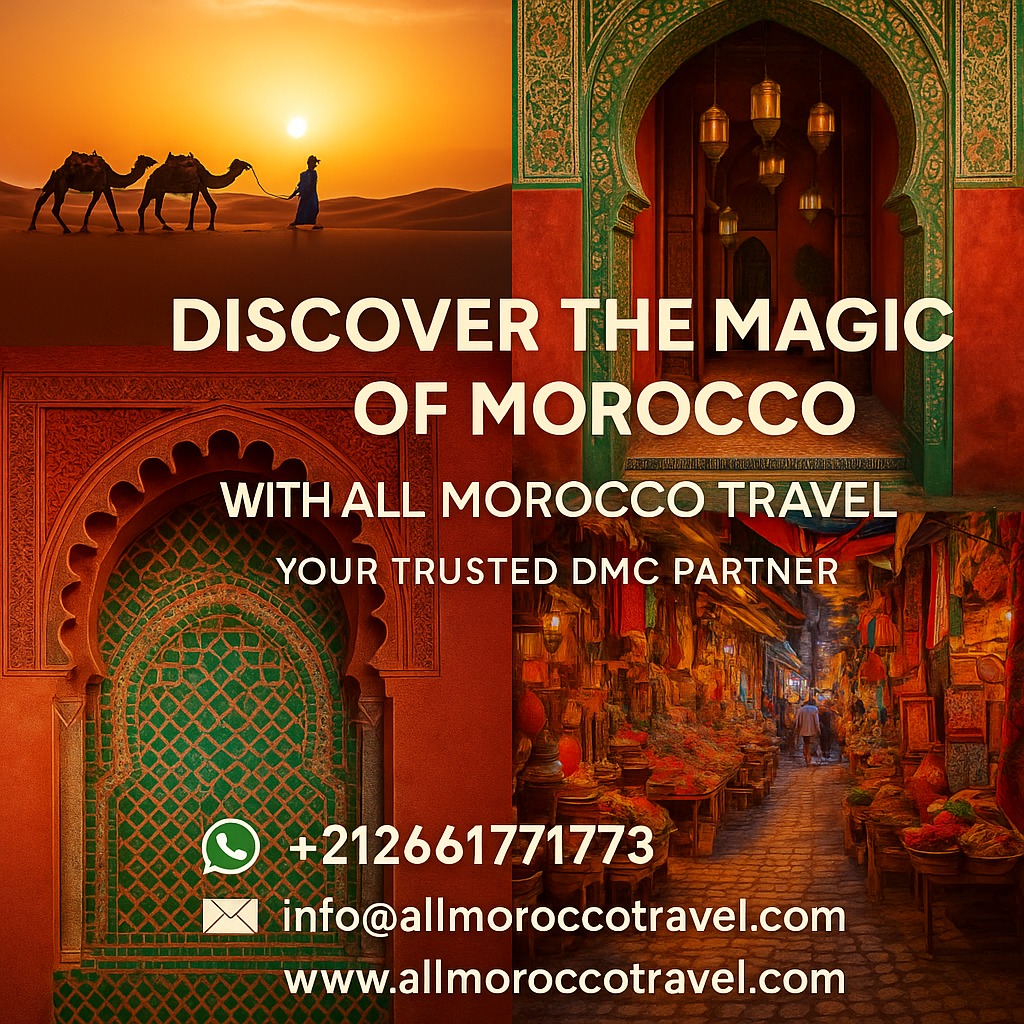 DISCOVER THE MAGIC
OF MOROCCO
WITH ALL MOROCCO TRAVEL
YOUR TRUSTED DMC PARTNER
+212661771773
info@allmoroccotravel.com
www.allmoroccotravel.com